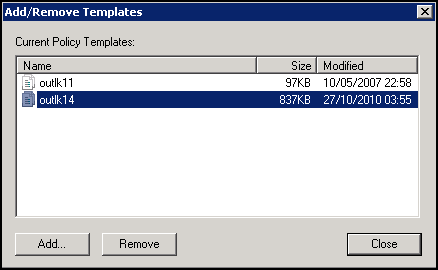 Add/Remove Templates
Current Policy Templates:
Name Size Modified
outlk11 97KB 10/05/2007 22:58
outlk14 837KB 27/10/2010 03:55
Add... Remove Close